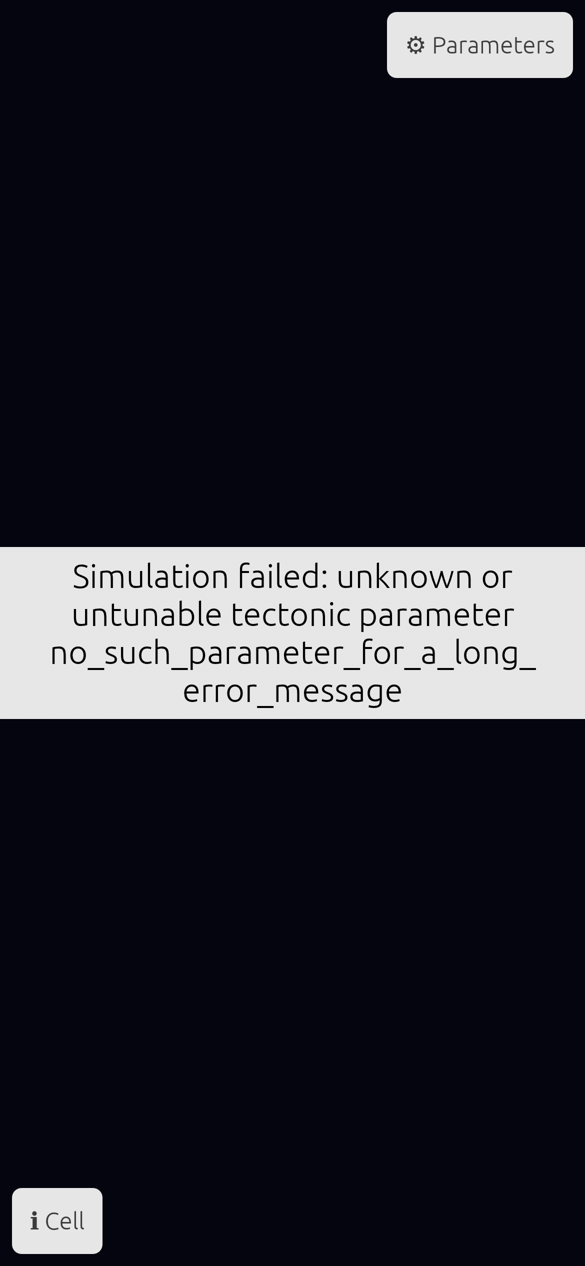 ⚙ Parameters
Simulation failed: unknown or
untunable tectonic parameter
no_such_parameter_for_a_long_
error_message
ℹ Cell